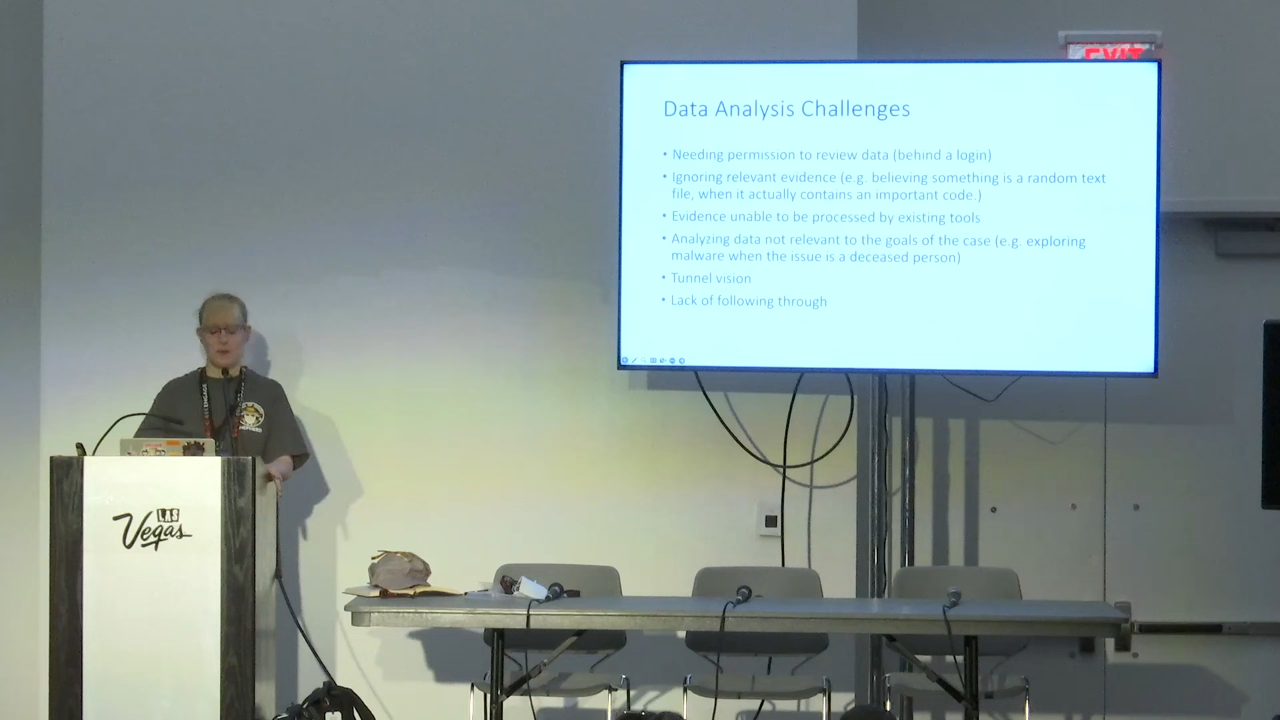 EXIT
Data Analysis Challenges
• Needing permission to review data (behind a login)
• Ignoring relevant evidence (e.g. believing something is a random text
file, when it actually contains an important code.)
• Evidence unable to be processed by existing tools
• Analyzing data not relevant to the goals of the case (e.g. exploring
malware when the issue is a deceased person)
• Tunnel vision
• Lack of following through
LAS
Vegas